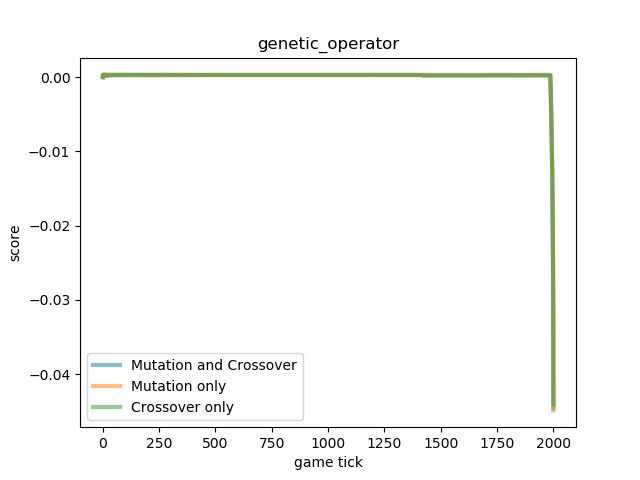 genetic_operator
0.00
−0.01
−0.02
−0.03
−0.04
score
Mutation and Crossover
Mutation only
Crossover only
0 250 500 750 1000 1250 1500 1750 2000
game tick